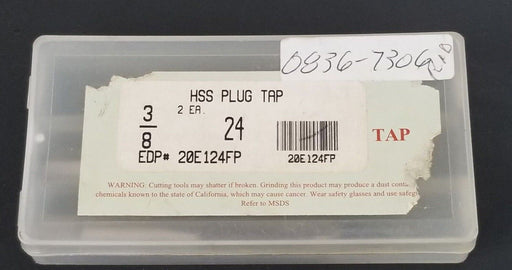 0836-7306
HSS PLUG TAP
2 EA.
3
8
24
EDP# 20E124FP
20E124FP
TAP
WARNING: Cutting tools may shatter if broken. Grinding this product may produce a dust
chemicals known to the state of California, which may cause cancer. Wear safety glasses and use
Refer to MSDS